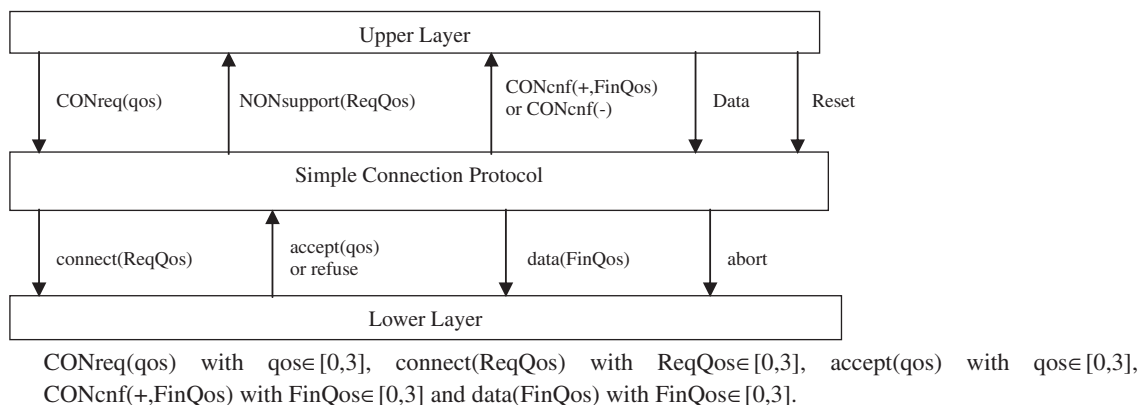 Upper Layer
CONreq(qos)
NONsupport(ReqQos)
CONcnf(+,FinQos)
or CONcnf(-)
Data
Reset
Simple Connection Protocol
connect(ReqQos)
accept(qos)
or refuse
data(FinQos)
abort
Lower Layer
CONreq(qos) with qos∈[0,3], connect(ReqQos) with ReqQos∈[0,3], accept(qos) with qos∈[0,3],
CONcnf(+,FinQos) with FinQos∈[0,3] and data(FinQos) with FinQos∈[0,3].